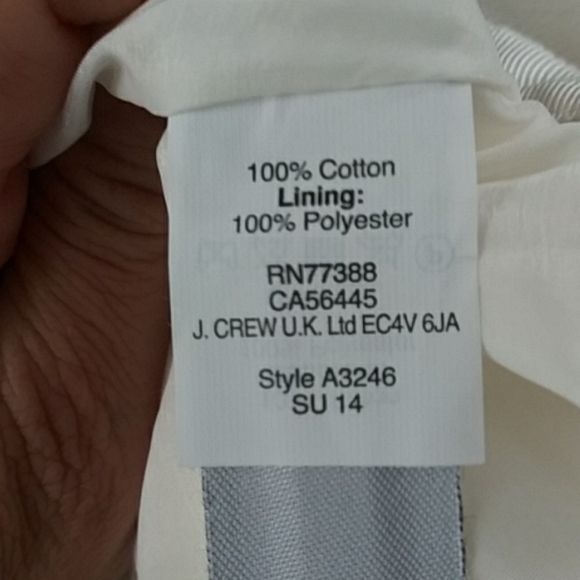 100% Cotton
Lining:
100% Polyester
RN77388
CA56445
J. CREW U.K. Ltd EC4V 6JA
Style A3246
SU 14